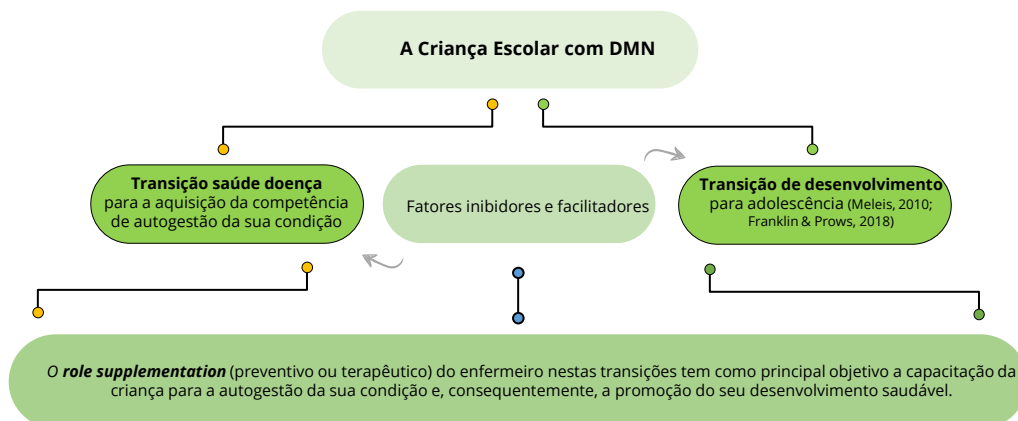 A Criança Escolar com DMN
Transição saúde doença
para a aquisição da competência
de autogestão da sua condição
Fatores inibidores e facilitadores
Transição de desenvolvimento
para adolescência (Meleis, 2010;
Franklin & Prows, 2018)
O role supplementation (preventivo ou terapêutico) do enfermeiro nestas transições tem como principal objetivo a capacitação da
criança para a autogestão da sua condição e, consequentemente, a promoção do seu desenvolvimento saudável.